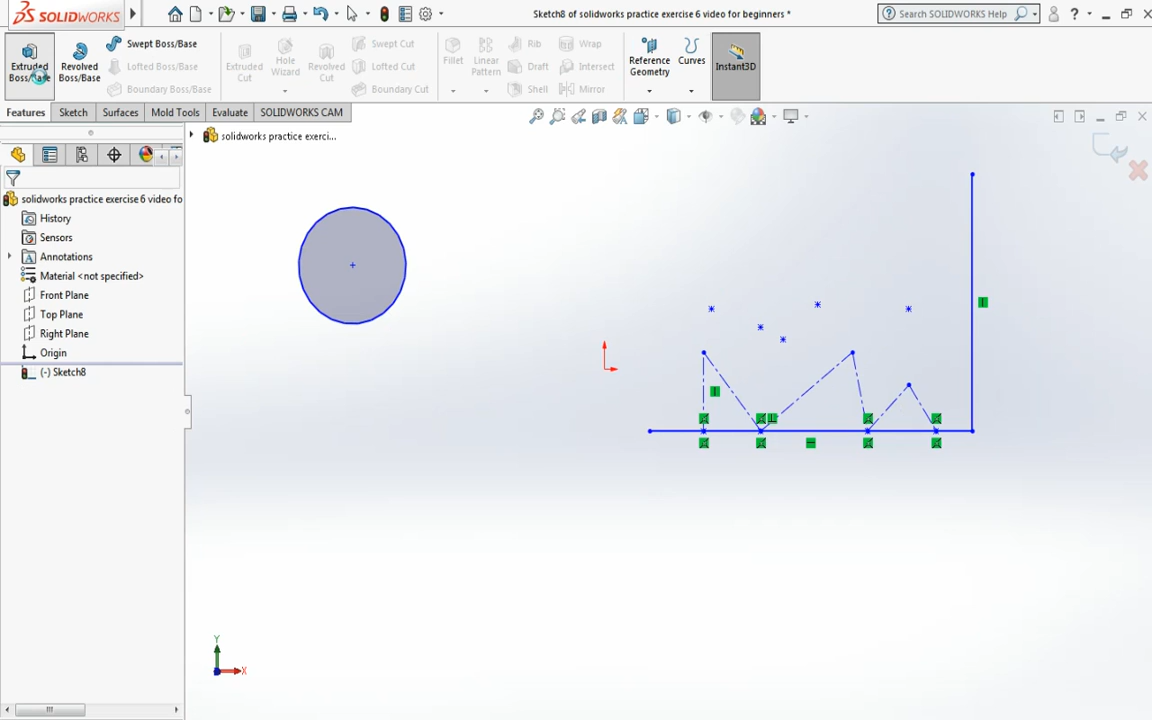 SOLIDWORKS
Sketch8 of solidworks practice exercise 6 video for beginners *
Search SOLIDWORKS Help
?
Extruded Boss/Base
Revolved Boss/Base
Swept Boss/Base
Lofted Boss/Base
Boundary Boss/Base
Extruded Cut
Hole Wizard
Revolved Cut
Swept Cut
Lofted Cut
Boundary Cut
Fillet
Linear Pattern
Rib
Draft
Shell
Wrap
Intersect
Mirror
Reference Geometry
Curves
Instant3D
Features
Sketch
Surfaces
Mold Tools
Evaluate
SOLIDWORKS CAM
solidworks practice exerci...
solidworks practice exercise 6 video fo
History
Sensors
Annotations
Material <not specified>
Front Plane
Top Plane
Right Plane
Origin
(-) Sketch8
Y
X